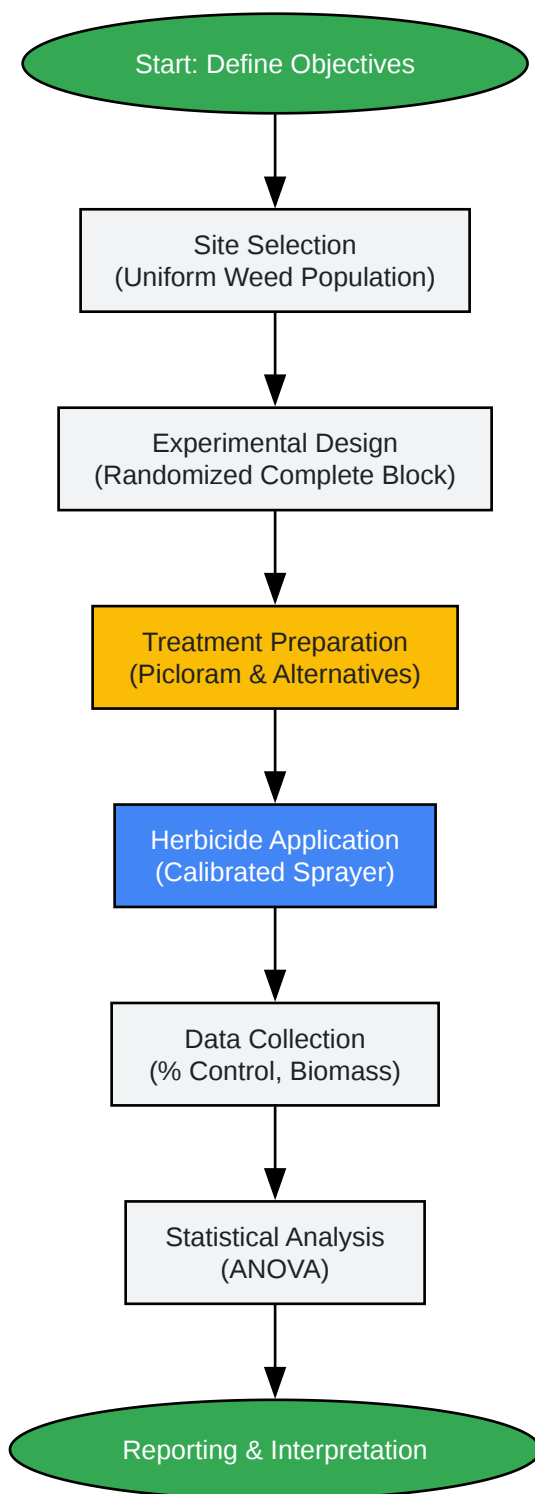 Start: Define Objectives
Site Selection
(Uniform Weed Population)
Experimental Design
(Randomized Complete Block)
Treatment Preparation
(Picloram & Alternatives)
Herbicide Application
(Calibrated Sprayer)
Data Collection
(% Control, Biomass)
Statistical Analysis
(ANOVA)
Reporting & Interpretation